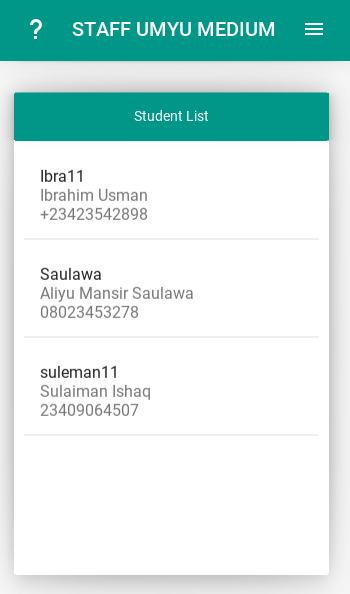 ? STAFF UMYU MEDIUM
Student List
Ibra11
Ibrahim Usman
+23423542898
Saulawa
Aliyu Mansir Saulawa
08023453278
suleman11
Sulaiman Ishaq
23409064507